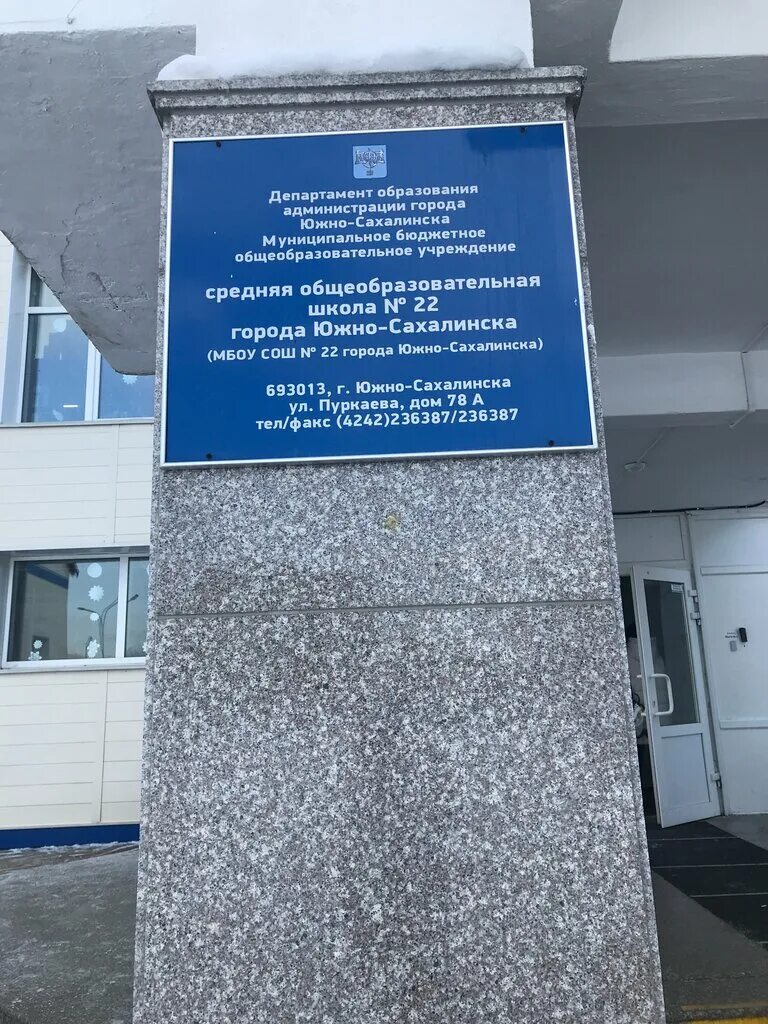 Департамент образования
администрации города
Южно-Сахалинска
Муниципальное бюджетное
общеобразовательное учреждение
средняя общеобразовательная
школа № 22
города Южно-Сахалинска
(МБОУ СОШ № 22 города Южно-Сахалинска)
693013, г. Южно-Сахалинска
ул. Пуркаева, дом 78 А
тел/факс (4242)236387/236387